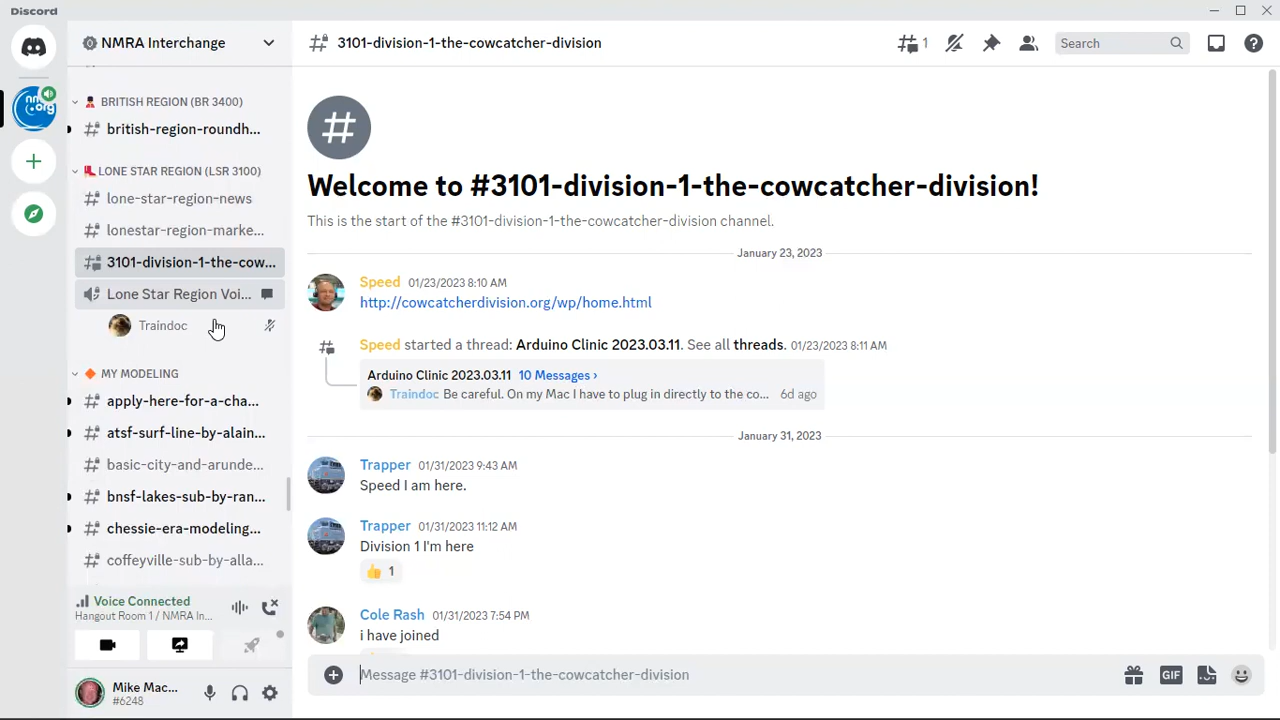 Discord
NMRA Interchange
BRITISH REGION (BR 3400)
british-region-roundh...
LONE STAR REGION (LSR 3100)
lone-star-region-news
lonestar-region-marke...
3101-division-1-the-cow...
Lone Star Region Voi...
Traindoc
MY MODELING
apply-here-for-a-cha...
atsf-surf-line-by-alain...
basic-city-and-arunde...
bnsf-lakes-sub-by-ran...
chessie-era-modeling...
coffeyville-sub-by-alla...
Voice Connected
Hangout Room 1 / NMRA In...
Mike Mac...
#6248
3101-division-1-the-cowcatcher-division
1
Search
Welcome to #3101-division-1-the-cowcatcher-division!
This is the start of the #3101-division-1-the-cowcatcher-division channel.
January 23, 2023
Speed 01/23/2023 8:10 AM
http://cowcatcherdivision.org/wp/home.html
Speed started a thread: Arduino Clinic 2023.03.11. See all threads. 01/23/2023 8:11 AM
Arduino Clinic 2023.03.11 10 Messages ›
Traindoc Be careful. On my Mac I have to plug in directly to the co... 6d ago
January 31, 2023
Trapper 01/31/2023 9:43 AM
Speed I am here.
Trapper 01/31/2023 11:12 AM
Division 1 I'm here
1
Cole Rash 01/31/2023 7:54 PM
i have joined
Message #3101-division-1-the-cowcatcher-division
GIF